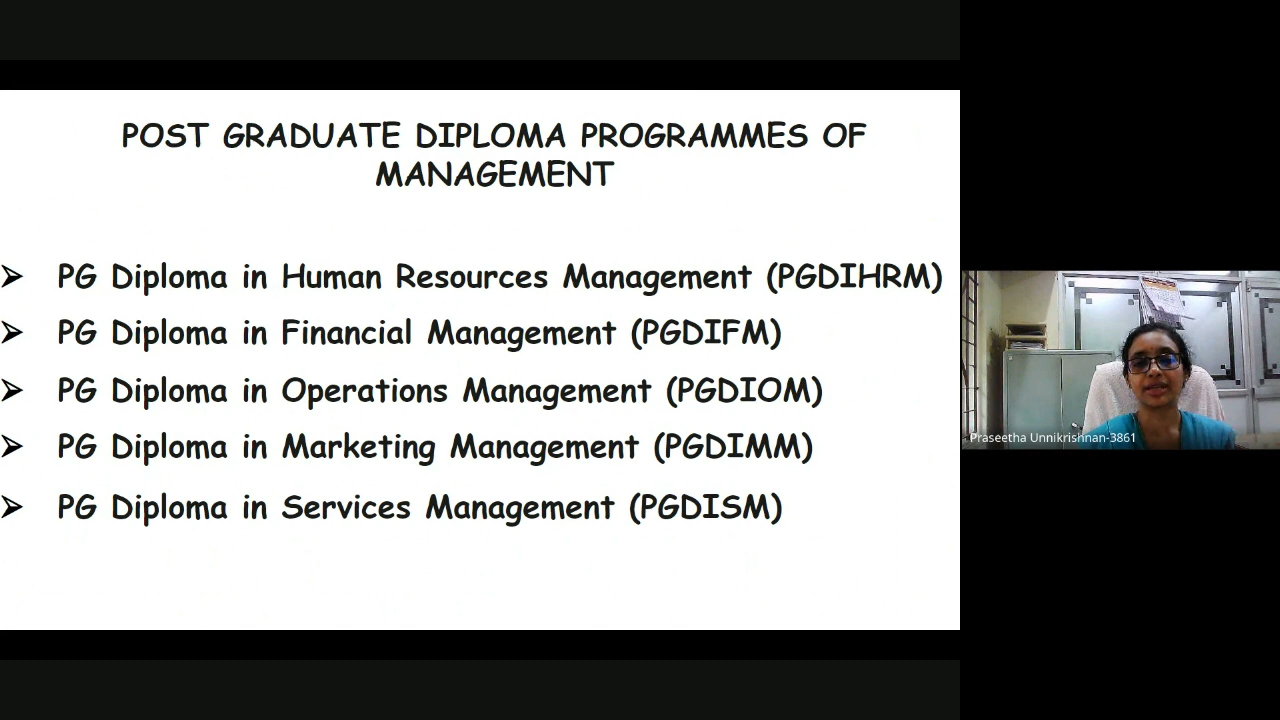 POST GRADUATE DIPLOMA PROGRAMMES OF
MANAGEMENT
➢ PG Diploma in Human Resources Management (PGDIHRM)
➢ PG Diploma in Financial Management (PGDIFM)
➢ PG Diploma in Operations Management (PGDIOM)
➢ PG Diploma in Marketing Management (PGDIMM)
➢ PG Diploma in Services Management (PGDISM)
Praseetha Unnikrishnan-3861